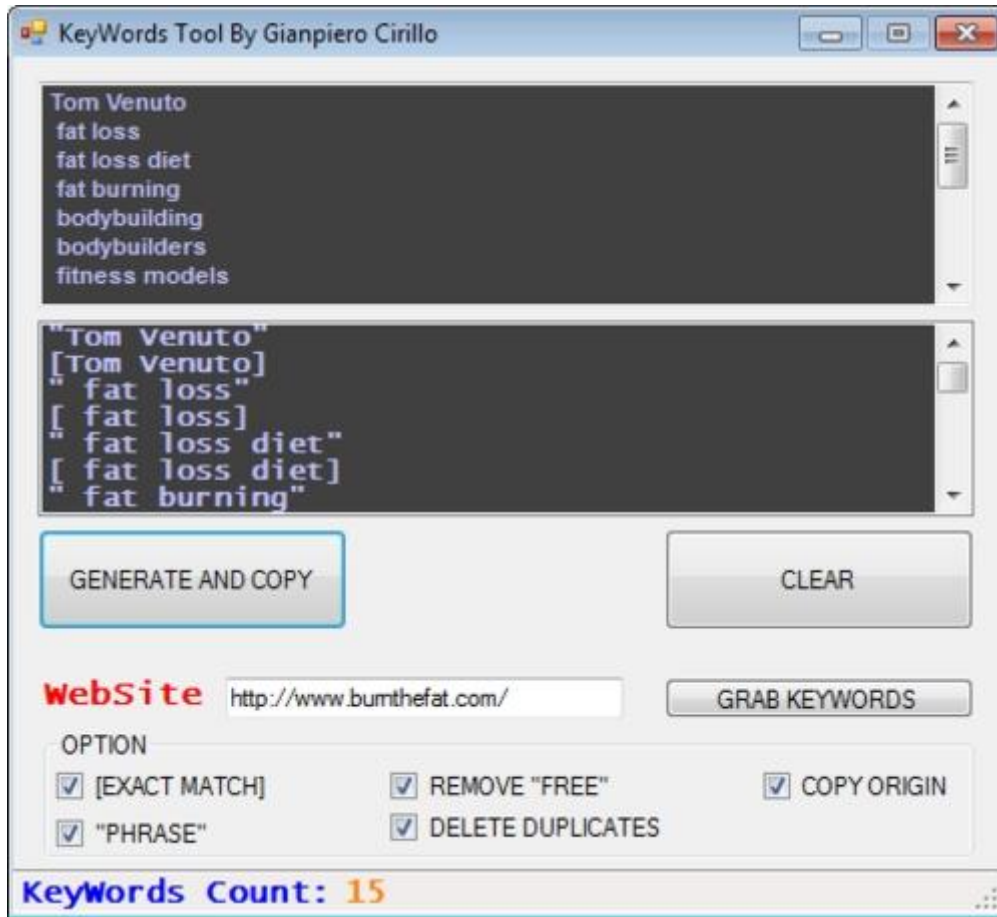 KeyWords Tool By Gianpiero Cirillo
Tom Venuto
fat loss
fat loss diet
fat burning
bodybuilding
bodybuilders
fitness models
"Tom Venuto"
[Tom Venuto]
" fat loss"
[ fat loss]
" fat loss diet"
[ fat loss diet]
" fat burning"
GENERATE AND COPY CLEAR
WebSite http://www.burnthefat.com/ GRAB KEYWORDS
OPTION
[EXACT MATCH] REMOVE "FREE" COPY ORIGIN
"PHRASE" DELETE DUPLICATES
KeyWords Count: 15